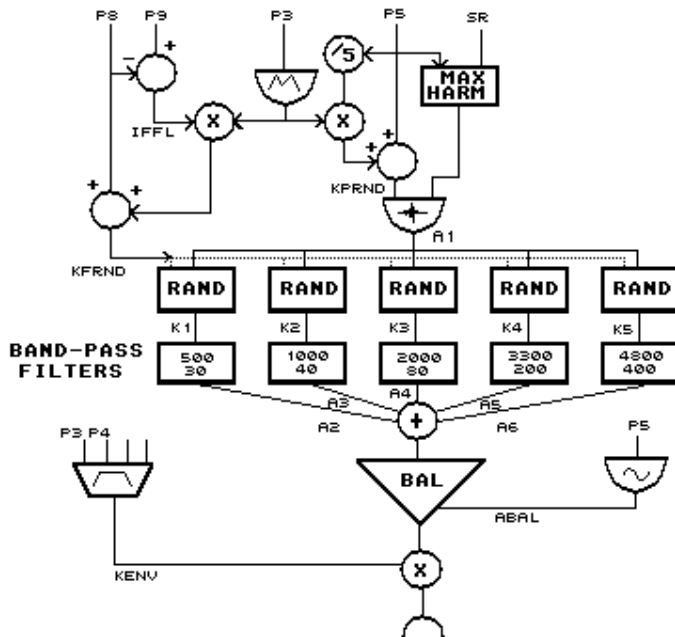 P8 P9 P3 P5 SR
- +
/5
MAX
HARM
X X
IFFL
+ +
KPRND
+ +
A1
KFRND
RAND RAND RAND RAND RAND
K1 K2 K3 K4 K5
BAND-PASS
FILTERS
500 1000 2000 3300 4800
30 40 80 200 400
A3 A4 A5
A2 + A6
P3 P4 P5
BAL
ABAL
KENV X